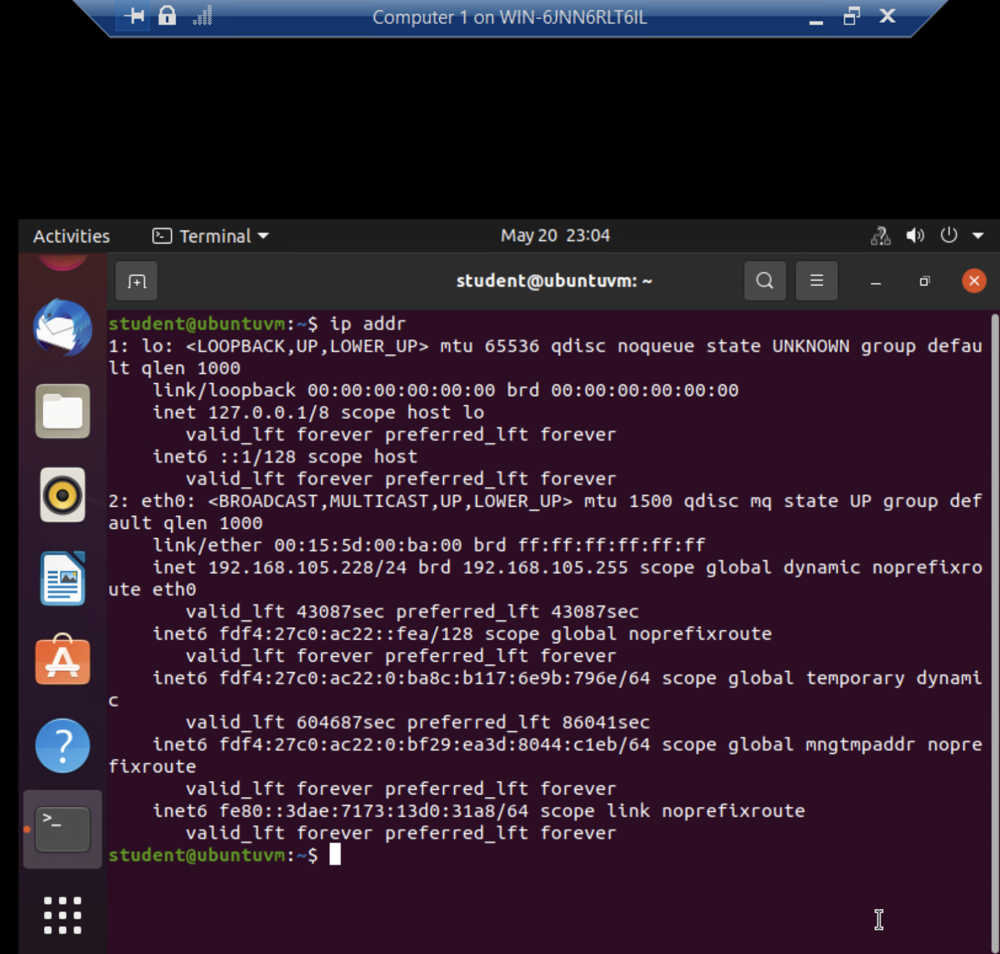 Computer 1 on WIN-6JNN6RLT6IL
Activities
Terminal
May 20 23:04
student@ubuntuvm: ~
student@ubuntuvm:~$ ip addr
1: lo: <LOOPBACK,UP,LOWER_UP> mtu 65536 qdisc noqueue state UNKNOWN group defau
lt qlen 1000
    link/loopback 00:00:00:00:00:00 brd 00:00:00:00:00:00
    inet 127.0.0.1/8 scope host lo
       valid_lft forever preferred_lft forever
    inet6 ::1/128 scope host
       valid_lft forever preferred_lft forever
2: eth0: <BROADCAST,MULTICAST,UP,LOWER_UP> mtu 1500 qdisc mq state UP group def
ault qlen 1000
    link/ether 00:15:5d:00:ba:00 brd ff:ff:ff:ff:ff:ff
    inet 192.168.105.228/24 brd 192.168.105.255 scope global dynamic noprefixro
ute eth0
       valid_lft 43087sec preferred_lft 43087sec
    inet6 fdf4:27c0:ac22::fea/128 scope global noprefixroute
       valid_lft forever preferred_lft forever
    inet6 fdf4:27c0:ac22:0:ba8c:b117:6e9b:796e/64 scope global temporary dynami
c
       valid_lft 604687sec preferred_lft 86041sec
    inet6 fdf4:27c0:ac22:0:bf29:ea3d:8044:c1eb/64 scope global mngtmpaddr nopre
fixroute
       valid_lft forever preferred_lft forever
    inet6 fe80::3dae:7173:13d0:31a8/64 scope link noprefixroute
       valid_lft forever preferred_lft forever
student@ubuntuvm:~$